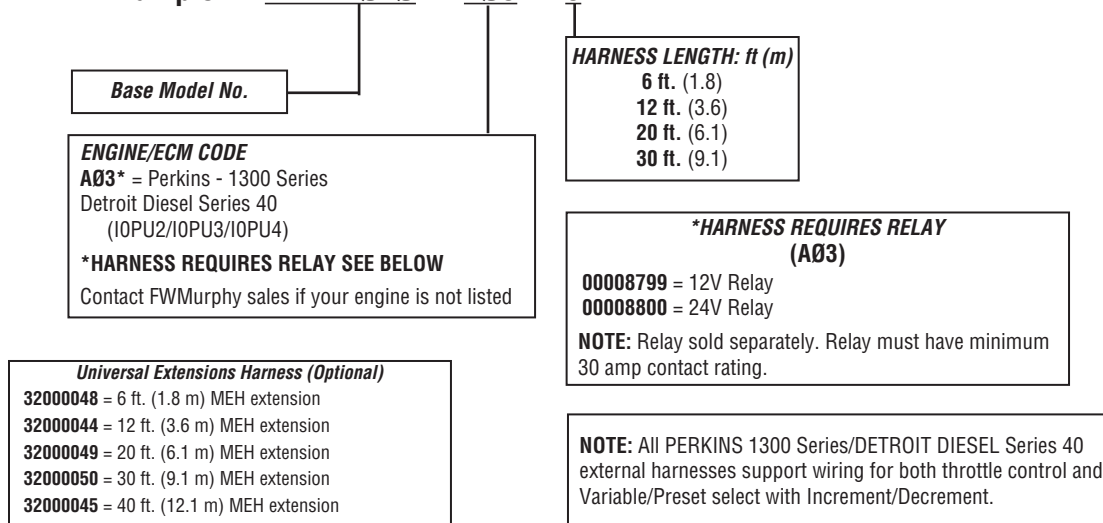 Base Model No.
HARNESS LENGTH: ft (m)
6 ft. (1.8)
12 ft. (3.6)
20 ft. (6.1)
30 ft. (9.1)
ENGINE/ECM CODE
AØ3* = Perkins - 1300 Series
Detroit Diesel Series 40
(I0PU2/I0PU3/I0PU4)
*HARNESS REQUIRES RELAY SEE BELOW
Contact FWMurphy sales if your engine is not listed
*HARNESS REQUIRES RELAY
(AØ3)
00008799 = 12V Relay
00008800 = 24V Relay
NOTE: Relay sold separately. Relay must have minimum
30 amp contact rating.
Universal Extensions Harness (Optional)
32000048 = 6 ft. (1.8 m) MEH extension
32000044 = 12 ft. (3.6 m) MEH extension
32000049 = 20 ft. (6.1 m) MEH extension
32000050 = 30 ft. (9.1 m) MEH extension
32000045 = 40 ft. (12.1 m) MEH extension
NOTE: All PERKINS 1300 Series/DETROIT DIESEL Series 40
external harnesses support wiring for both throttle control and
Variable/Preset select with Increment/Decrement.